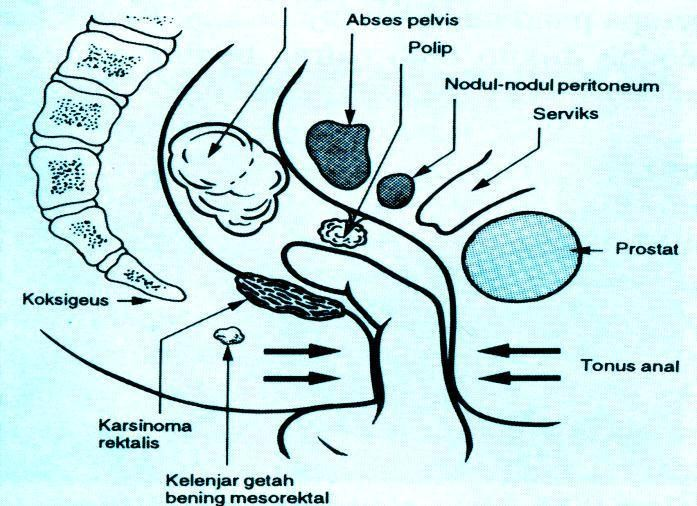 Abses pelvis
Polip
Nodul-nodul peritoneum
Serviks
Prostat
Koksigeus
Tonus anal
Karsinoma
rektalis
Kelenjar getah
bening mesorektal